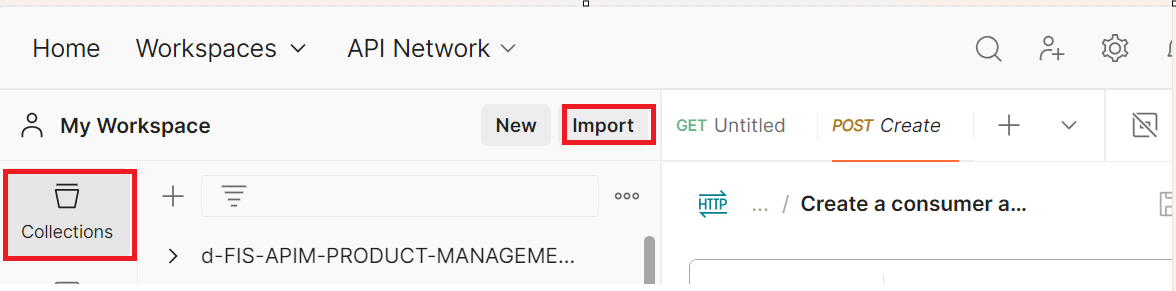 Home Workspaces API Network
My Workspace New Import GET Untitled POST Create
Collections
HTTP ... / Create a consumer a...
d-FIS-APIM-PRODUCT-MANAGEME...